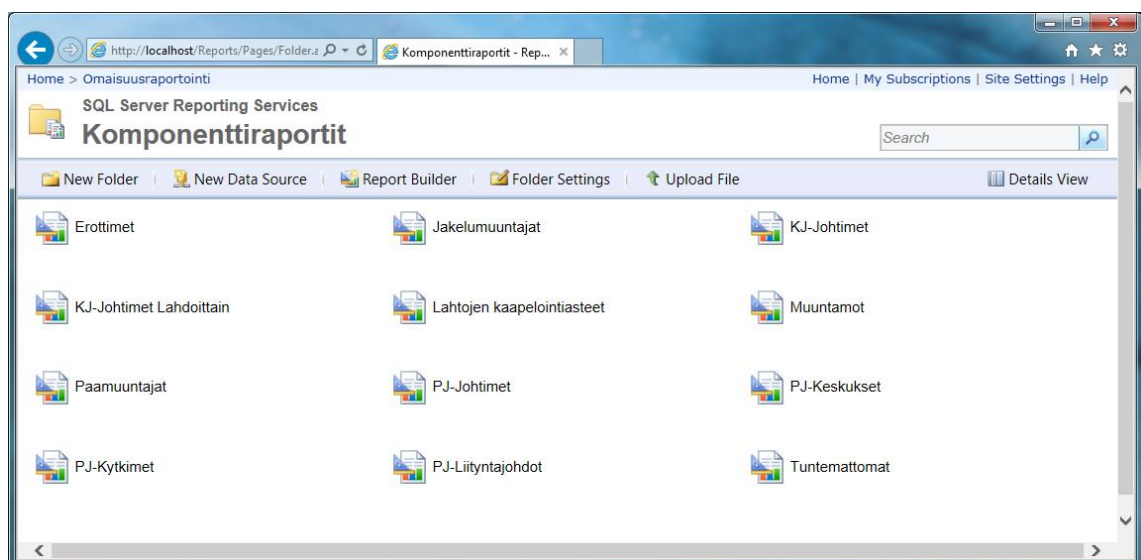 http://localhost/Reports/Pages/Folder.a
Komponenttiraportit - Rep...
Home > Omaisuusraportointi
Home | My Subscriptions | Site Settings | Help
SQL Server Reporting Services
Komponenttiraportit
Search
New Folder
New Data Source
Report Builder
Folder Settings
Upload File
Details View
Erottimet
Jakelumuuntajat
KJ-Johtimet
KJ-Johtimet Lahdoittain
Lahtojen kaapelointiasteet
Muuntamot
Paamuuntajat
PJ-Johtimet
PJ-Keskukset
PJ-Kytkimet
PJ-Liityntajohdot
Tuntemattomat